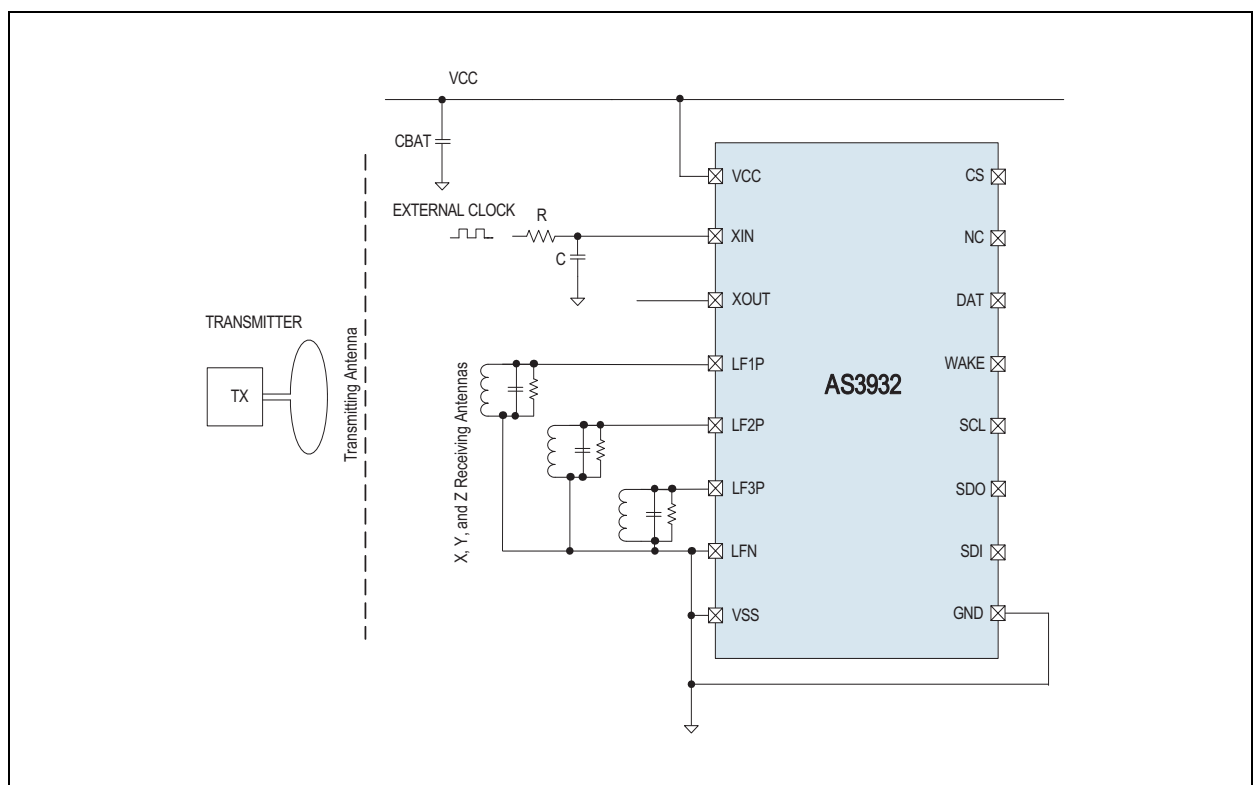 VCC
CBAT
EXTERNAL CLOCK
R
C
TRANSMITTER
TX
Transmitting Antenna
X, Y, and Z Receiving Antennas
AS3932
VCC
XIN
XOUT
LF1P
LF2P
LF3P
LFN
VSS
CS
NC
DAT
WAKE
SCL
SDO
SDI
GND